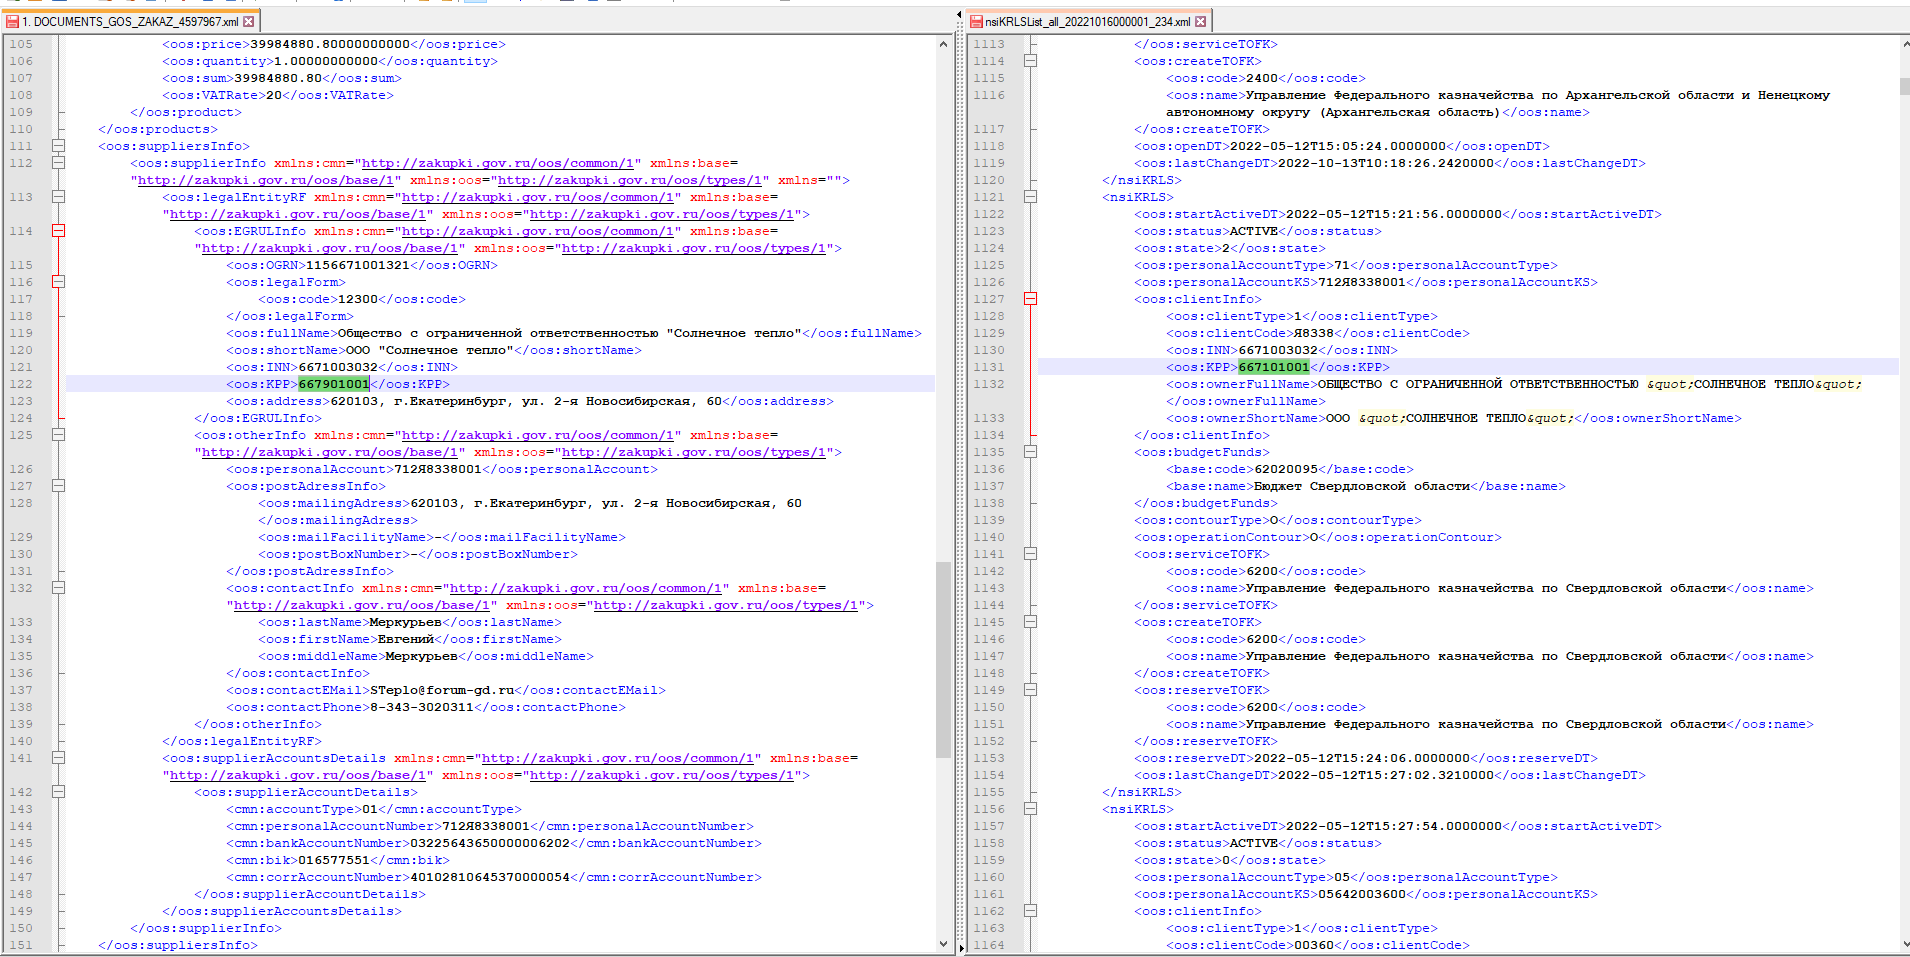 1. DOCUMENTS_GOS_ZAKAZ_4597967.xml
105 <oos:price>39984880.80000000000</oos:price>
106 <oos:quantity>1.00000000000</oos:quantity>
107 <oos:sum>39984880.80</oos:sum>
108 <oos:VATRate>20</oos:VATRate>
109 </oos:product>
110 </oos:products>
111 <oos:suppliersInfo>
112 <oos:supplierInfo xmlns:cmn="http://zakupki.gov.ru/oos/common/1" xmlns:base=
"http://zakupki.gov.ru/oos/base/1" xmlns:oos="http://zakupki.gov.ru/oos/types/1" xmlns="">
113 <oos:legalEntityRF xmlns:cmn="http://zakupki.gov.ru/oos/common/1" xmlns:base=
"http://zakupki.gov.ru/oos/base/1" xmlns:oos="http://zakupki.gov.ru/oos/types/1">
114 <oos:EGRULInfo xmlns:cmn="http://zakupki.gov.ru/oos/common/1" xmlns:base=
"http://zakupki.gov.ru/oos/base/1" xmlns:oos="http://zakupki.gov.ru/oos/types/1">
115 <oos:OGRN>1156671001321</oos:OGRN>
116 <oos:legalForm>
117 <oos:code>12300</oos:code>
118 </oos:legalForm>
119 <oos:fullName>Общество с ограниченной ответственностью "Солнечное тепло"</oos:fullName>
120 <oos:shortName>ООО "Солнечное тепло"</oos:shortName>
121 <oos:INN>6671003032</oos:INN>
122 <oos:KPP>667901001</oos:KPP>
123 <oos:address>620103, г.Екатеринбург, ул. 2-я Новосибирская, 60</oos:address>
124 </oos:EGRULInfo>
125 <oos:otherInfo xmlns:cmn="http://zakupki.gov.ru/oos/common/1" xmlns:base=
"http://zakupki.gov.ru/oos/base/1" xmlns:oos="http://zakupki.gov.ru/oos/types/1">
126 <oos:personalAccount>712Я8338001</oos:personalAccount>
127 <oos:postAdressInfo>
128 <oos:mailingAdress>620103, г.Екатеринбург, ул. 2-я Новосибирская, 60
</oos:mailingAdress>
129 <oos:mailFacilityName>-</oos:mailFacilityName>
130 <oos:postBoxNumber>-</oos:postBoxNumber>
131 </oos:postAdressInfo>
132 <oos:contactInfo xmlns:cmn="http://zakupki.gov.ru/oos/common/1" xmlns:base=
"http://zakupki.gov.ru/oos/base/1" xmlns:oos="http://zakupki.gov.ru/oos/types/1">
133 <oos:lastName>Меркурьев</oos:lastName>
134 <oos:firstName>Евгений</oos:firstName>
135 <oos:middleName>Меркурьев</oos:middleName>
136 </oos:contactInfo>
137 <oos:contactEMail>STeplo@forum-gd.ru</oos:contactEMail>
138 <oos:contactPhone>8-343-3020311</oos:contactPhone>
139 </oos:otherInfo>
140 </oos:legalEntityRF>
141 <oos:supplierAccountsDetails xmlns:cmn="http://zakupki.gov.ru/oos/common/1" xmlns:base=
"http://zakupki.gov.ru/oos/base/1" xmlns:oos="http://zakupki.gov.ru/oos/types/1">
142 <oos:supplierAccountDetails>
143 <cmn:accountType>01</cmn:accountType>
144 <cmn:personalAccountNumber>712Я8338001</cmn:personalAccountNumber>
145 <cmn:bankAccountNumber>03225643650000006202</cmn:bankAccountNumber>
146 <cmn:bik>016577551</cmn:bik>
147 <cmn:corrAccountNumber>40102810645370000054</cmn:corrAccountNumber>
148 </oos:supplierAccountDetails>
149 </oos:supplierAccountsDetails>
150 </oos:supplierInfo>
151 </oos:suppliersInfo>
nsiKRLSList_all_20221016000001_234.xml
1113 </oos:serviceTOFK>
1114 <oos:createTOFK>
1115 <oos:code>2400</oos:code>
1116 <oos:name>Управление Федерального казначейства по Архангельской области и Ненецкому
автономному округу (Архангельская область)</oos:name>
1117 </oos:createTOFK>
1118 <oos:openDT>2022-05-12T15:05:24.0000000</oos:openDT>
1119 <oos:lastChangeDT>2022-10-13T10:18:26.2420000</oos:lastChangeDT>
1120 </nsiKRLS>
1121 <nsiKRLS>
1122 <oos:startActiveDT>2022-05-12T15:21:56.0000000</oos:startActiveDT>
1123 <oos:status>ACTIVE</oos:status>
1124 <oos:state>2</oos:state>
1125 <oos:personalAccountType>71</oos:personalAccountType>
1126 <oos:personalAccountKS>712Я8338001</oos:personalAccountKS>
1127 <oos:clientInfo>
1128 <oos:clientType>1</oos:clientType>
1129 <oos:clientCode>Я8338</oos:clientCode>
1130 <oos:INN>6671003032</oos:INN>
1131 <oos:KPP>667101001</oos:KPP>
1132 <oos:ownerFullName>ОБЩЕСТВО С ОГРАНИЧЕННОЙ ОТВЕТСТВЕННОСТЬЮ &quot;СОЛНЕЧНОЕ ТЕПЛО&quot;
</oos:ownerFullName>
1133 <oos:ownerShortName>ООО &quot;СОЛНЕЧНОЕ ТЕПЛО&quot;</oos:ownerShortName>
1134 </oos:clientInfo>
1135 <oos:budgetFunds>
1136 <base:code>62020095</base:code>
1137 <base:name>Бюджет Свердловской области</base:name>
1138 </oos:budgetFunds>
1139 <oos:contourType>O</oos:contourType>
1140 <oos:operationContour>O</oos:operationContour>
1141 <oos:serviceTOFK>
1142 <oos:code>6200</oos:code>
1143 <oos:name>Управление Федерального казначейства по Свердловской области</oos:name>
1144 </oos:serviceTOFK>
1145 <oos:createTOFK>
1146 <oos:code>6200</oos:code>
1147 <oos:name>Управление Федерального казначейства по Свердловской области</oos:name>
1148 </oos:createTOFK>
1149 <oos:reserveTOFK>
1150 <oos:code>6200</oos:code>
1151 <oos:name>Управление Федерального казначейства по Свердловской области</oos:name>
1152 </oos:reserveTOFK>
1153 <oos:reserveDT>2022-05-12T15:24:06.0000000</oos:reserveDT>
1154 <oos:lastChangeDT>2022-05-12T15:27:02.3210000</oos:lastChangeDT>
1155 </nsiKRLS>
1156 <nsiKRLS>
1157 <oos:startActiveDT>2022-05-12T15:27:54.0000000</oos:startActiveDT>
1158 <oos:status>ACTIVE</oos:status>
1159 <oos:state>0</oos:state>
1160 <oos:personalAccountType>05</oos:personalAccountType>
1161 <oos:personalAccountKS>05642003600</oos:personalAccountKS>
1162 <oos:clientInfo>
1163 <oos:clientType>1</oos:clientType>
1164 <oos:clientCode>00360</oos:clientCode>